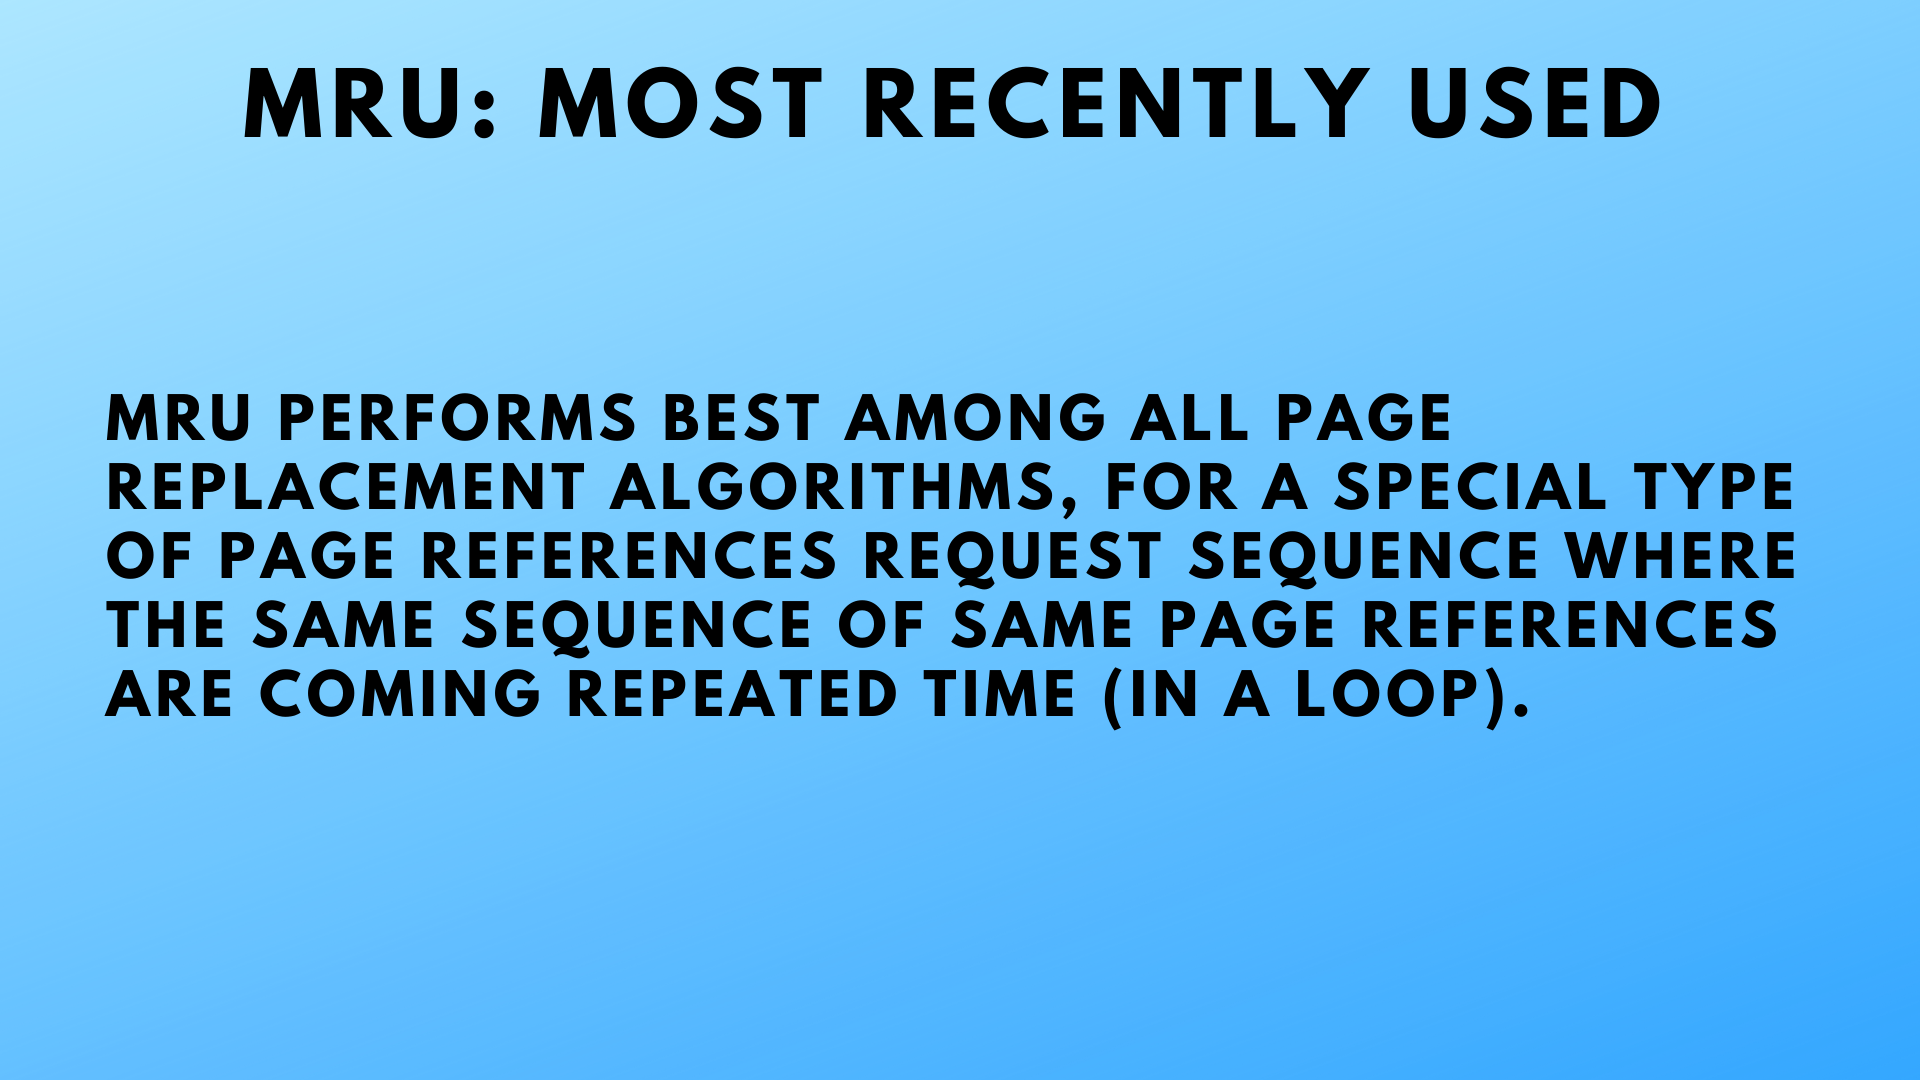 MRU: MOST RECENTLY USED
MRU PERFORMS BEST AMONG ALL PAGE
REPLACEMENT ALGORITHMS, FOR A SPECIAL TYPE
OF PAGE REFERENCES REQUEST SEQUENCE WHERE
THE SAME SEQUENCE OF SAME PAGE REFERENCES
ARE COMING REPEATED TIME (IN A LOOP).